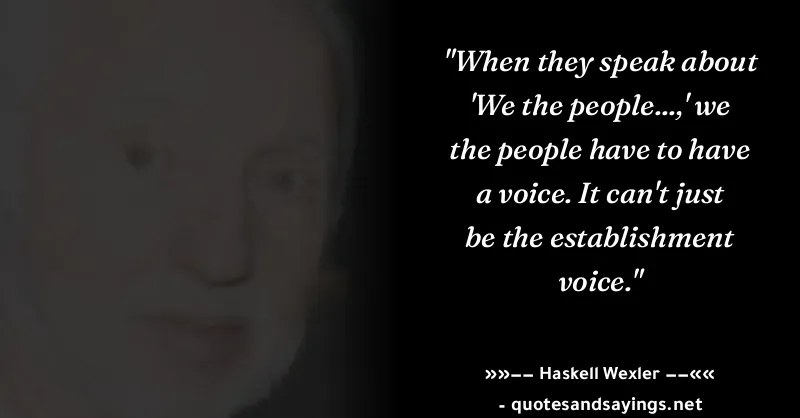 "When they speak about
'We the people...,' we
the people have to have
a voice. It can't just
be the establishment
voice."
»»−− Haskell Wexler −−««
- quotesandsayings.net